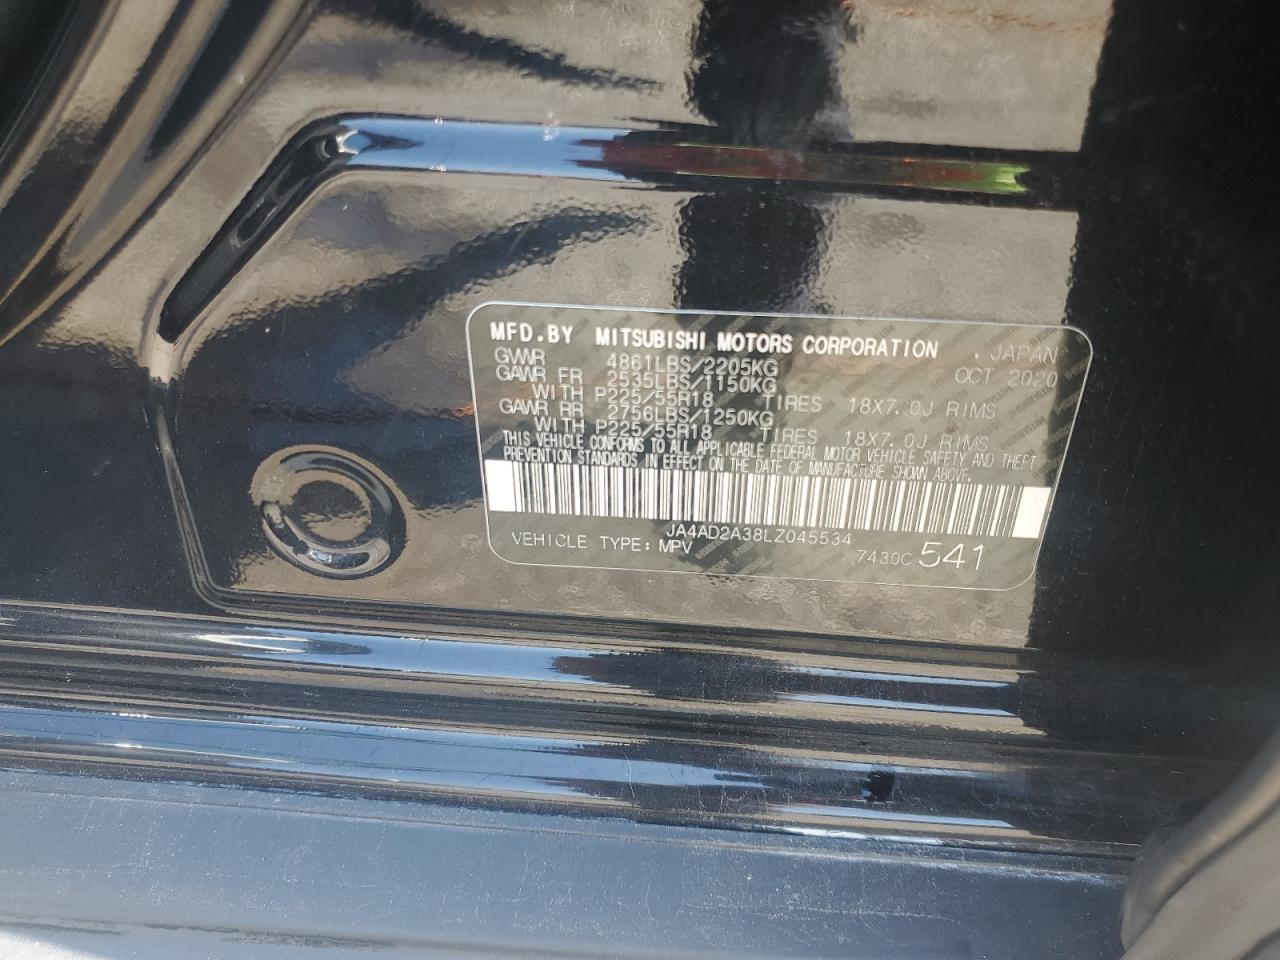 MFD.BY MITSUBISHI MOTORS CORPORATION . JAPAN
GVWR 4861LBS/2205KG OCT 2020
GAWR FR 2535LBS/1150KG
WITH P225/55R18 TIRES 18X7.0J RIMS
GAWR RR 2756LBS/1250KG
WITH P225/55R18 TIRES 18X7.0J RIMS
THIS VEHICLE CONFORMS TO ALL APPLICABLE FEDERAL MOTOR VEHICLE SAFETY AND THEFT
PREVENTION STANDARDS IN EFFECT ON THE DATE OF MANUFACTURE SHOWN ABOVE.
JA4AD2A38LZ045534
VEHICLE TYPE: MPV 7430C 541